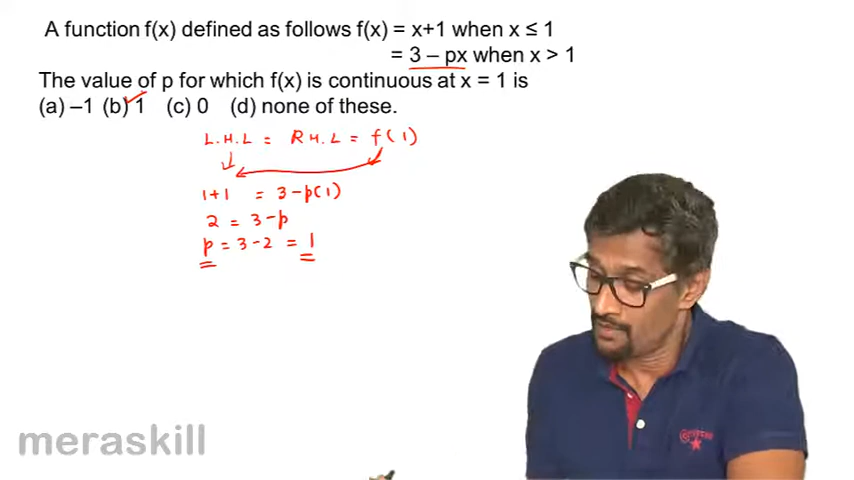 A function f(x) defined as follows f(x) = x+1 when x ≤ 1
= 3 – px when x > 1
The value of p for which f(x) is continuous at x = 1 is
(a) –1 (b) 1 (c) 0 (d) none of these.
L.H.L = R H.L = f(1)
1+1 = 3-p(1)
2 = 3-p
p = 3-2 = 1
meraskill